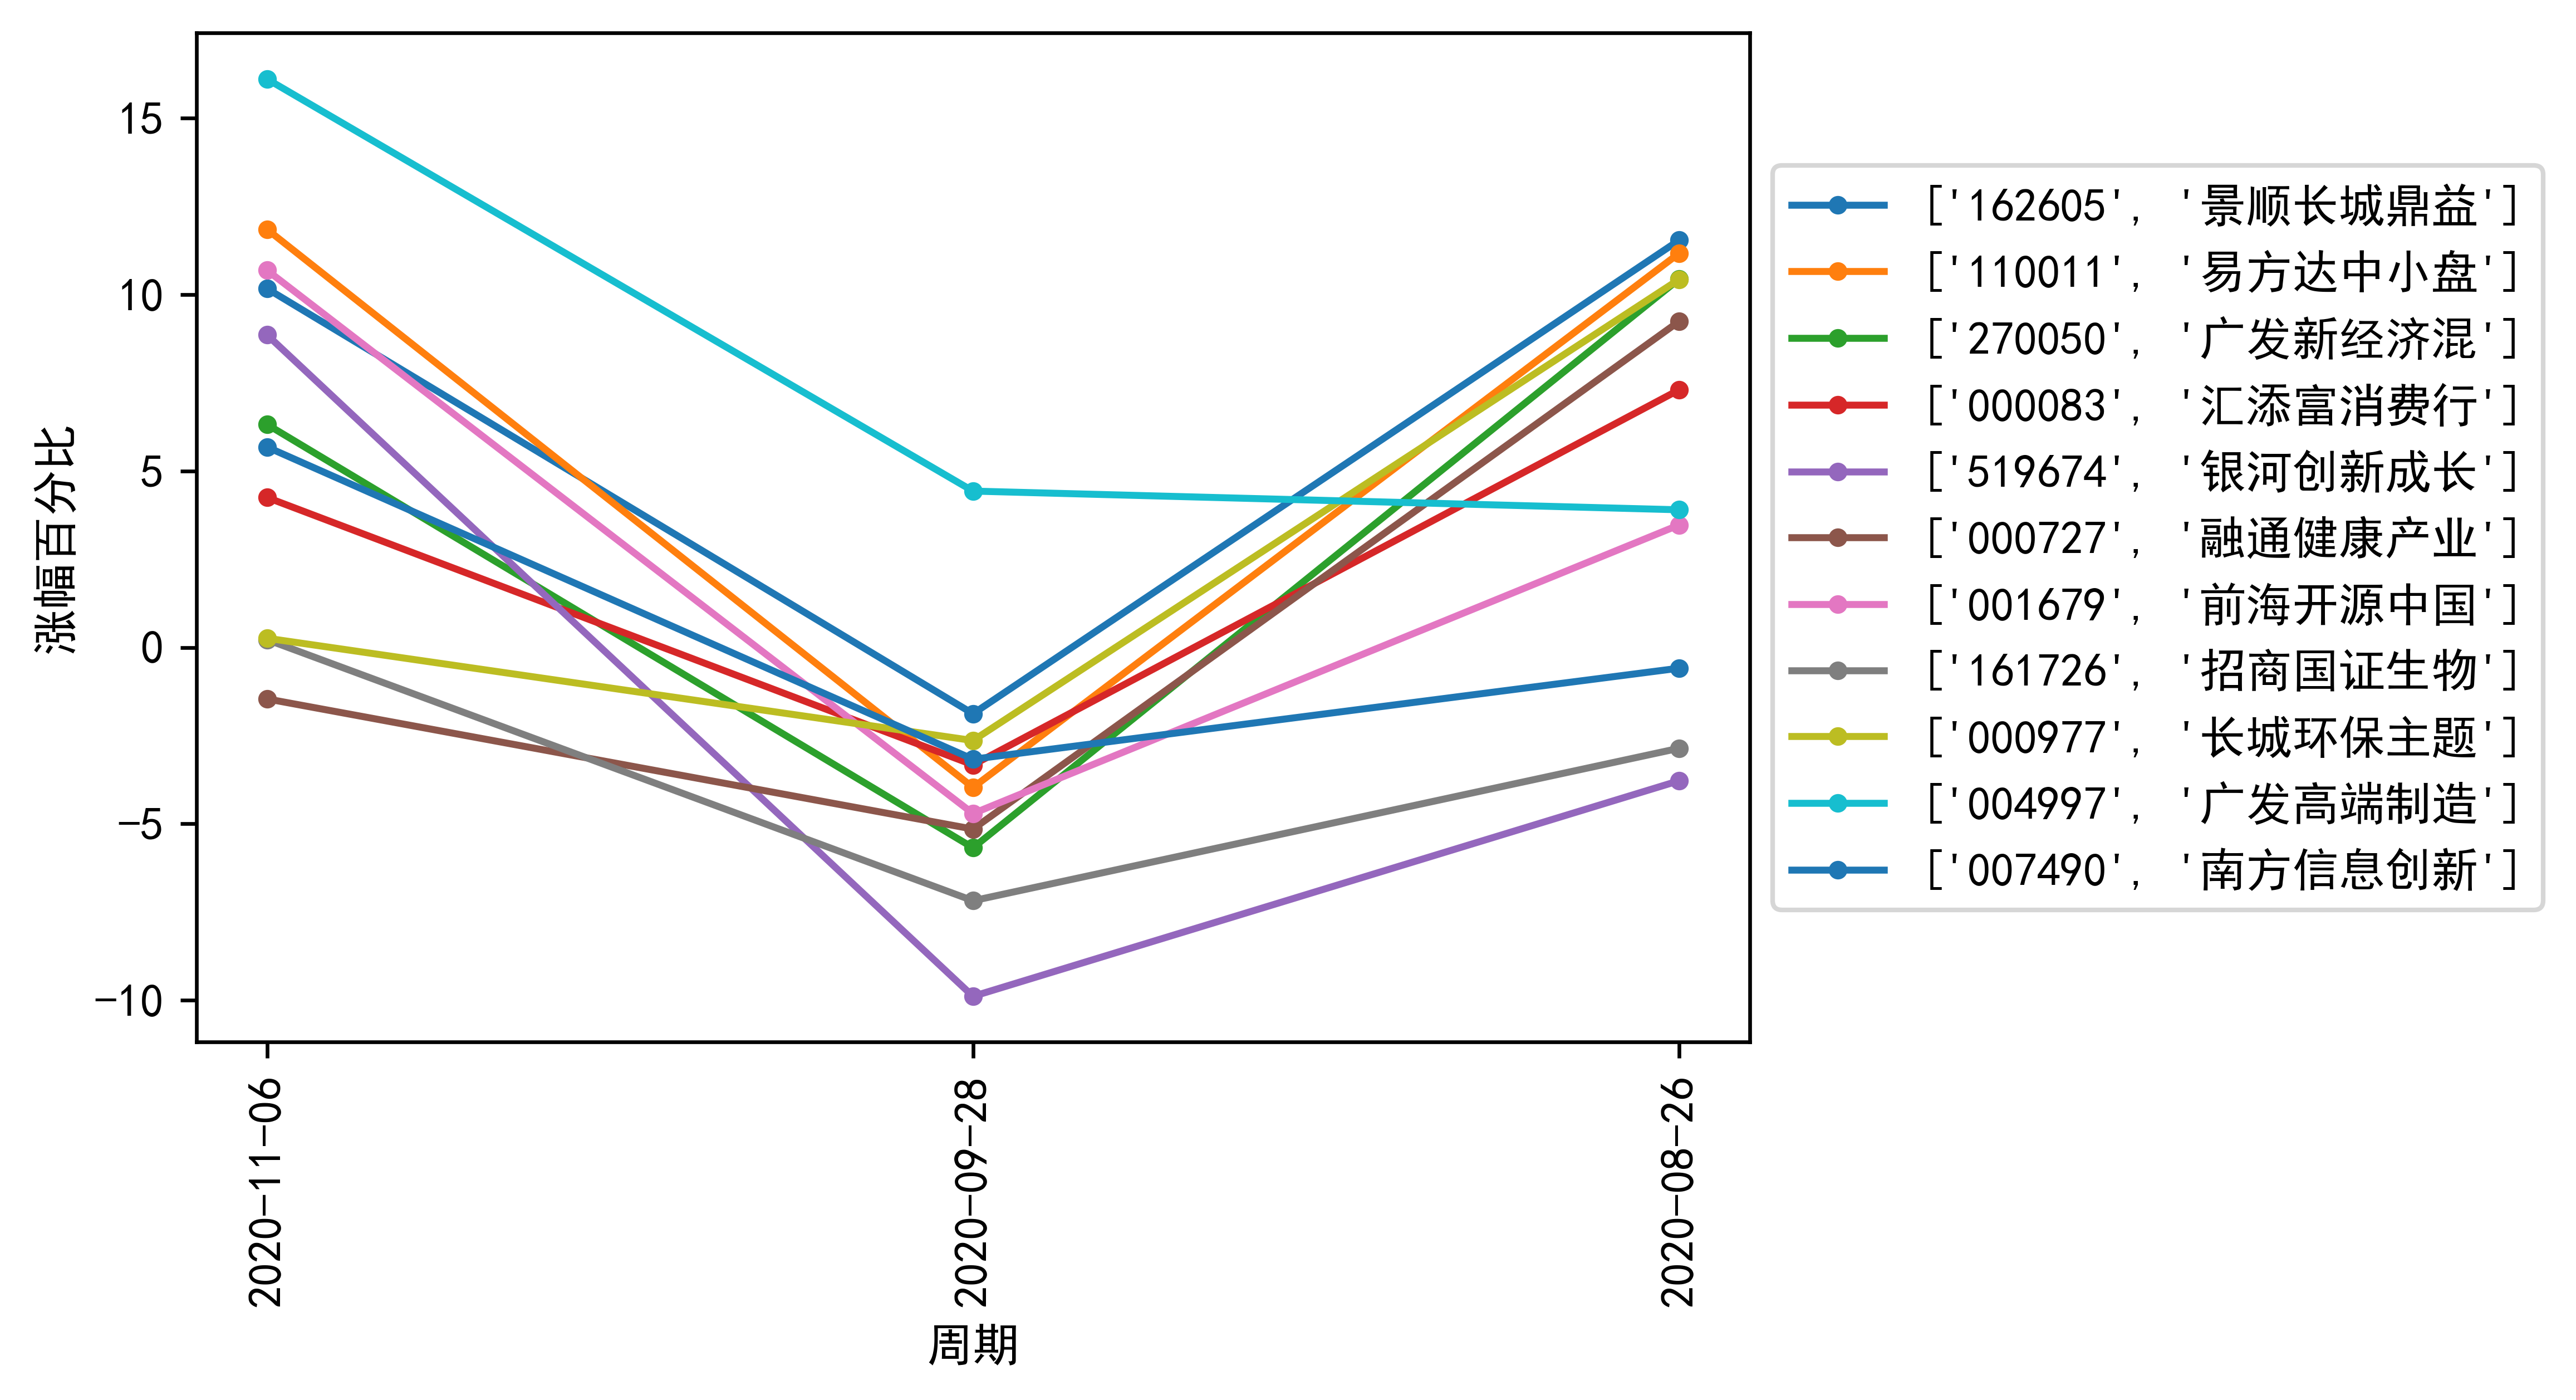 15
10
5
0
-5
-10
涨幅百分比
2020-11-06
2020-09-28
2020-08-26
周期
['162605', '景顺长城鼎益']
['110011', '易方达中小盘']
['270050', '广发新经济混']
['000083', '汇添富消费行']
['519674', '银河创新成长']
['000727', '融通健康产业']
['001679', '前海开源中国']
['161726', '招商国证生物']
['000977', '长城环保主题']
['004997', '广发高端制造']
['007490', '南方信息创新']